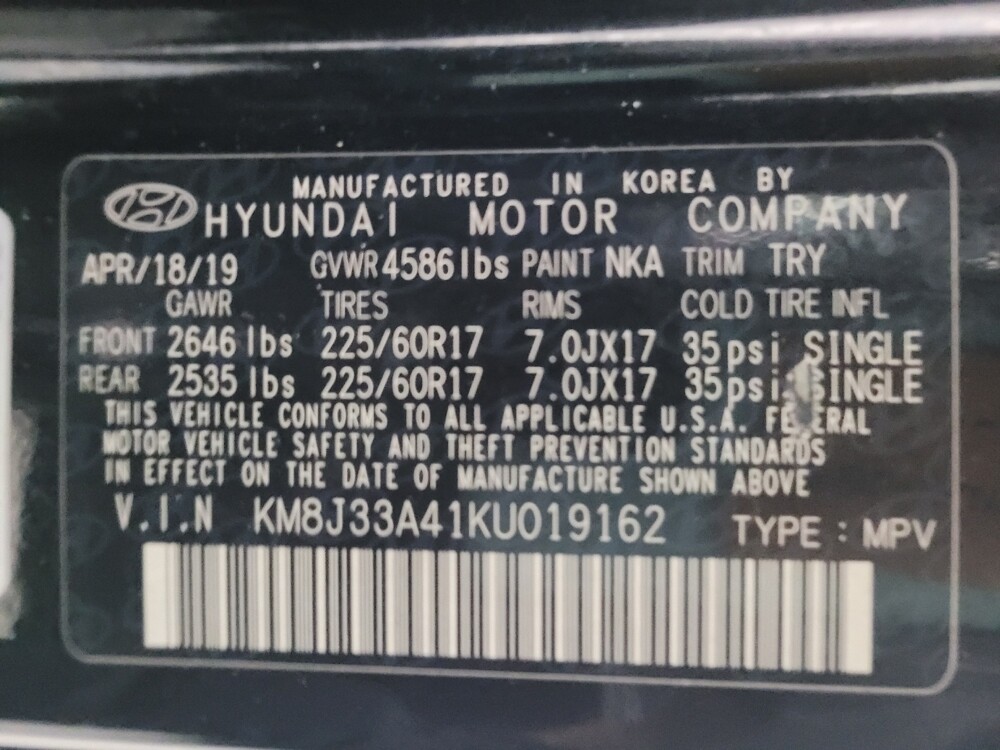 MANUFACTURED IN KOREA BY
HYUNDAI MOTOR COMPANY
APR/18/19 GVWR 4586 lbs PAINT NKA TRIM TRY
GAWR TIRES RIMS COLD TIRE INFL
FRONT 2646 lbs 225/60R17 7.0JX17 35psi SINGLE
REAR 2535 lbs 225/60R17 7.0JX17 35psi SINGLE
THIS VEHICLE CONFORMS TO ALL APPLICABLE U.S.A. FEDERAL
MOTOR VEHICLE SAFETY AND THEFT PREVENTION STANDARDS
IN EFFECT ON THE DATE OF MANUFACTURE SHOWN ABOVE
V.I.N KM8J33A41KU019162 TYPE : MPV